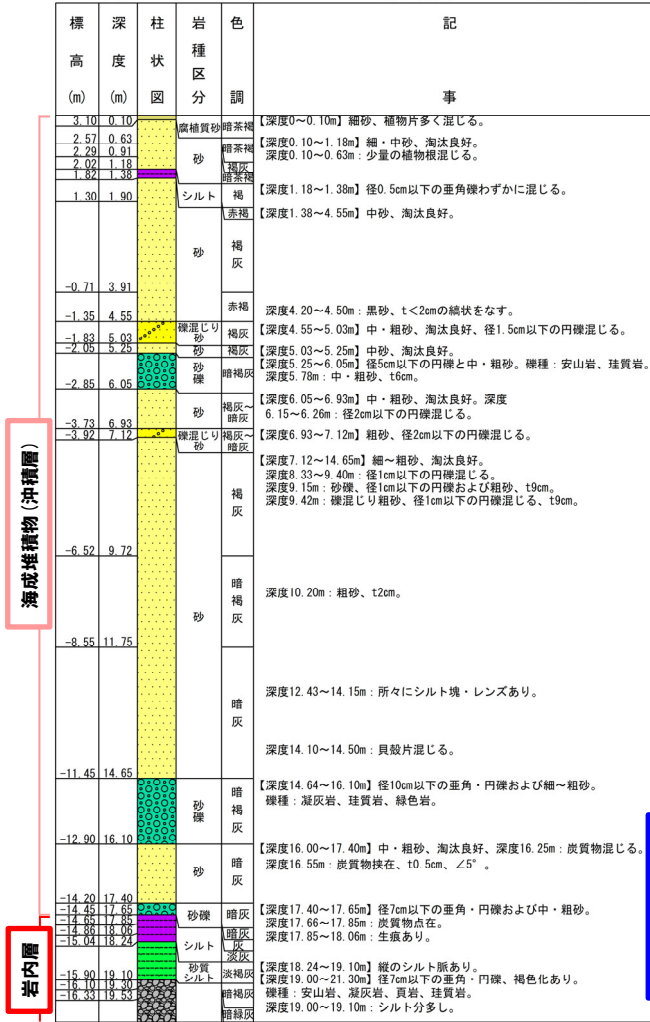 標高(m) 深度(m) 柱状図 岩種区分 色調 記事
海成堆積物(沖積層)
岩内層
3.10 0.10
2.57 0.63
2.29 0.91
2.02 1.18
1.82 1.38
1.30 1.90
-0.71 3.91
-1.35 4.55
-1.83 5.03
-2.05 5.25
-2.85 6.05
-3.73 6.93
-3.92 7.12
-6.52 9.72
-8.55 11.75
-11.45 14.65
-12.90 16.10
-14.20 17.40
-14.45 17.65
-14.65 17.85
-14.86 18.06
-15.04 18.24
-15.90 19.10
-16.10 19.30
-16.33 19.53
腐植質砂
砂
シルト
砂
礫混じり
砂
砂
砂礫
砂
礫混じり
砂
砂
砂礫
砂
砂礫
シルト
砂質
シルト
暗茶褐
暗茶褐
褐灰
暗茶褐
褐
赤褐
褐灰
赤褐
褐灰
褐灰
暗褐灰
褐灰~
暗灰
褐灰~
暗灰
褐灰
暗褐灰
暗灰
暗褐灰
暗灰
暗灰
暗灰
灰
淡灰
淡褐灰
暗褐灰
暗緑灰
【深度0~0.10m】細砂、植物片多く混じる。
【深度0.10~1.18m】細・中砂、淘汰良好。
深度0.10~0.63m:少量の植物根混じる。
【深度1.18~1.38m】径0.5cm以下の亜角礫わずかに混じる。
【深度1.38~4.55m】中砂、淘汰良好。
深度4.20~4.50m:黒砂、t<2cmの縞状をなす。
【深度4.55~5.03m】中・粗砂、淘汰良好、径1.5cm以下の円礫混じる。
【深度5.03~5.25m】中砂、淘汰良好。
【深度5.25~6.05m】径5cm以下の円礫と中・粗砂。礫種:安山岩、珪質岩。
深度5.78m:中・粗砂、t6cm。
【深度6.05~6.93m】中・粗砂、淘汰良好。深度
6.15~6.26m:径2cm以下の円礫混じる。
【深度6.93~7.12m】粗砂、径2cm以下の円礫混じる。
【深度7.12~14.65m】細~粗砂、淘汰良好。
深度8.33~9.40m:径1cm以下の円礫混じる。
深度9.15m:砂礫、径1cm以下の円礫および粗砂、t9cm。
深度9.42m:礫混じり粗砂、径1cm以下の円礫混じる、t9cm。
深度10.20m:粗砂、t2cm。
深度12.43~14.15m:所々にシルト塊・レンズあり。
深度14.10~14.50m:貝殻片混じる。
【深度14.64~16.10m】径10cm以下の亜角・円礫および細~粗砂。
礫種:凝灰岩、珪質岩、緑色岩。
【深度16.00~17.40m】中・粗砂、淘汰良好、深度16.25m:炭質物混じる。
深度16.55m:炭質物挟在、t0.5cm、∠5°。
【深度17.40~17.65m】径7cm以下の亜角・円礫および中・粗砂。
深度17.66~17.85m:炭質物点在。
深度17.85~18.06m:生痕あり。
【深度18.24~19.10m】縦のシルト脈あり。
【深度19.00~21.30m】径7cm以下の亜角・円礫、褐色化あり。
礫種:安山岩、凝灰岩、頁岩、珪質岩。
深度19.00~19.10m:シルト分多し。